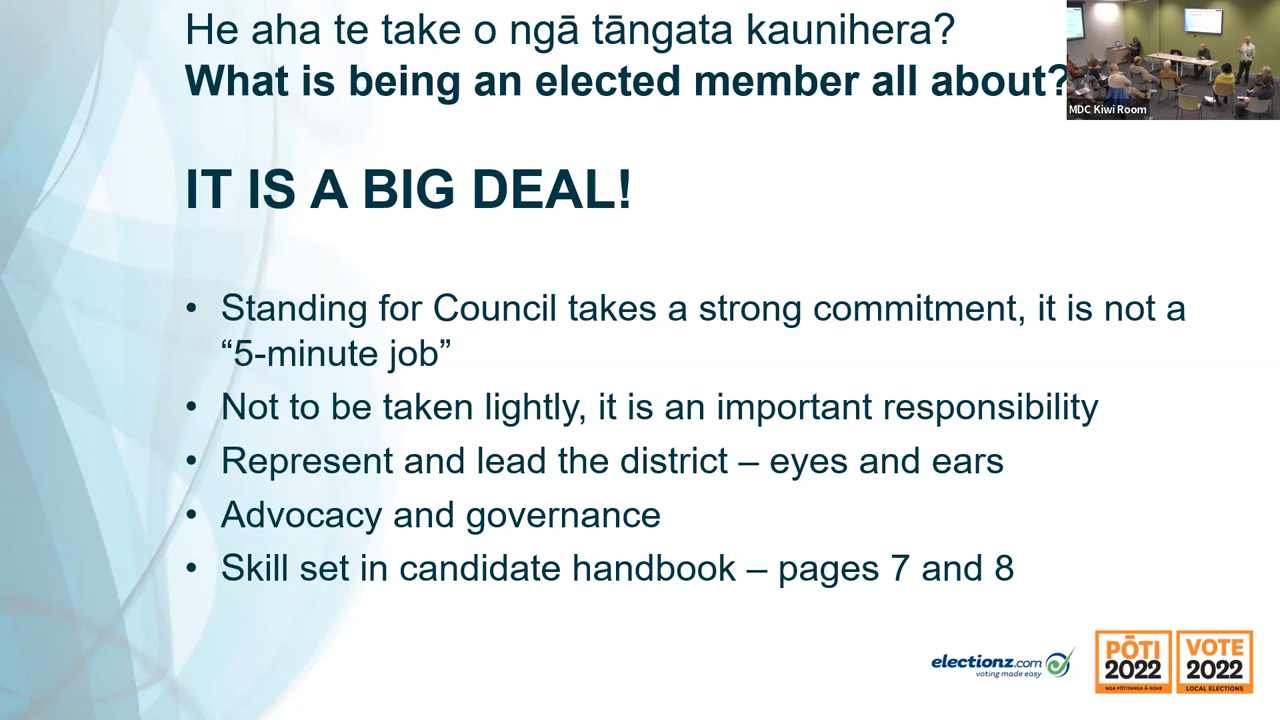 He aha te take o ngā tāngata kaunihera?
What is being an elected member all about?
MDC Kiwi Room
IT IS A BIG DEAL!
• Standing for Council takes a strong commitment, it is not a
“5-minute job”
• Not to be taken lightly, it is an important responsibility
• Represent and lead the district – eyes and ears
• Advocacy and governance
• Skill set in candidate handbook – pages 7 and 8
electionz.com
voting made easy
PŌTI
2022
NGA PŌTITANGA Ā-ROHE
VOTE
2022
LOCAL ELECTIONS